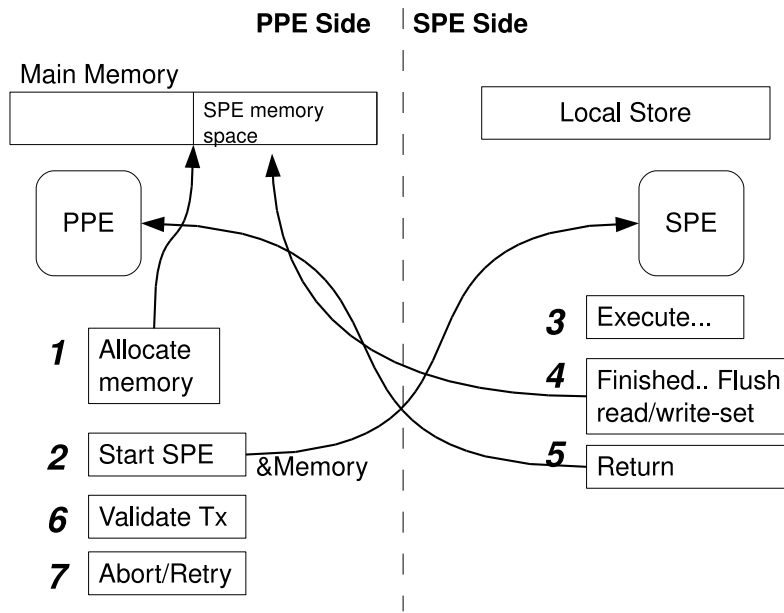 PPE Side
SPE Side
Main Memory
SPE memory
space
Local Store
PPE
SPE
1
Allocate
memory
2
Start SPE
&Memory
3
Execute...
4
Finished.. Flush
read/write-set
5
Return
6
Validate Tx
7
Abort/Retry